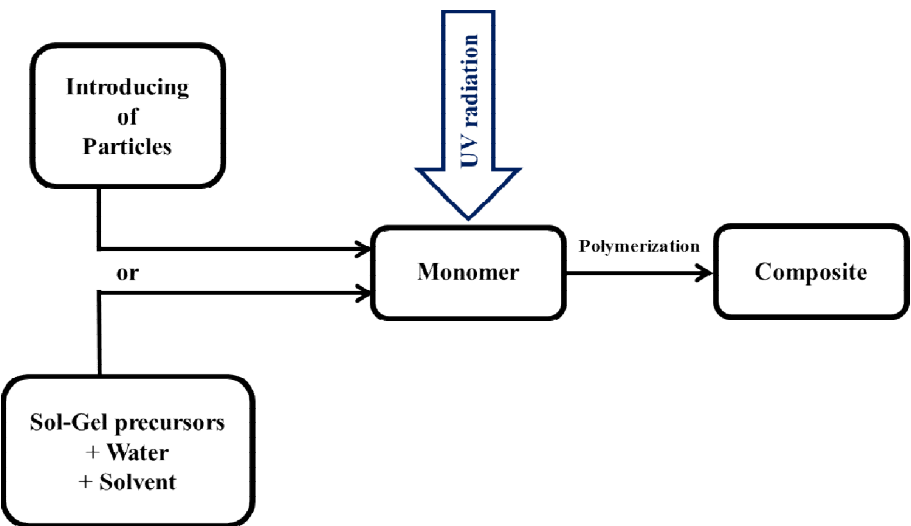 Introducing
of
Particles
UV radiation
or
Monomer
Polymerization
Composite
Sol-Gel precursors
+ Water
+ Solvent